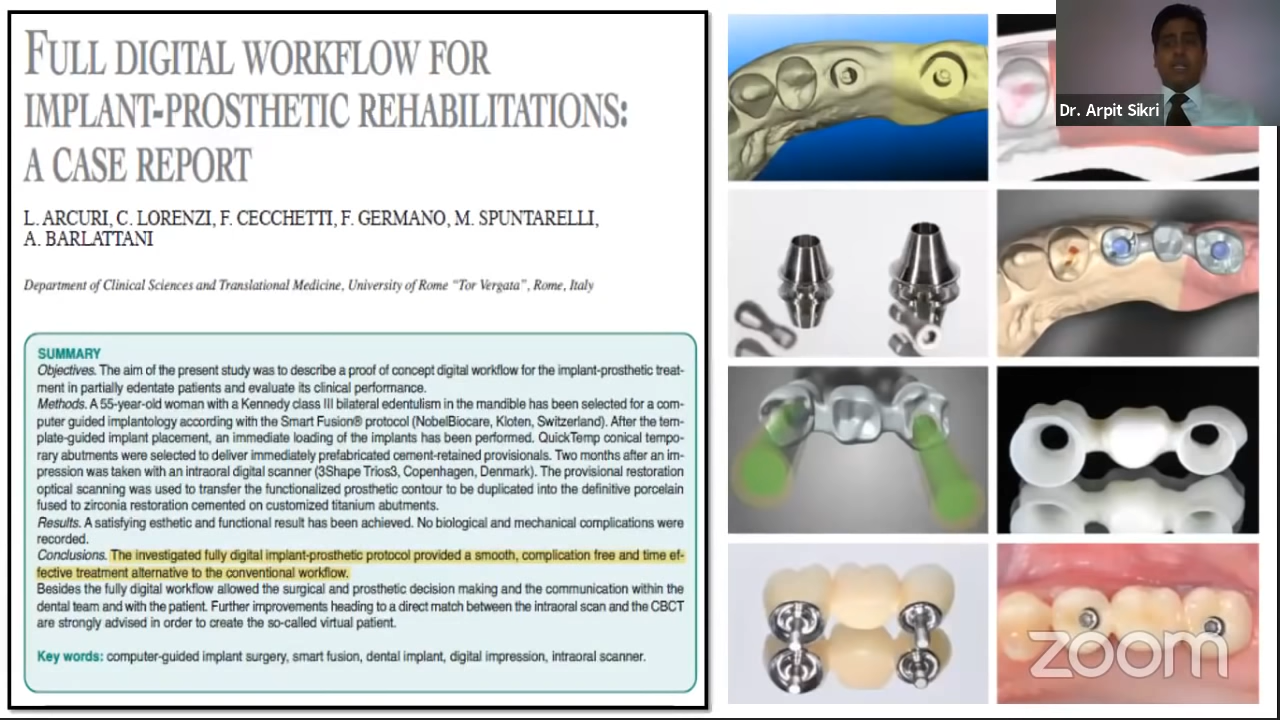 FULL DIGITAL WORKFLOW FOR
IMPLANT-PROSTHETIC REHABILITATIONS:
A CASE REPORT
L. ARCURI, C. LORENZI, F. CECCHETTI, F. GERMANO, M. SPUNTARELLI,
A. BARLATTANI
Department of Clinical Sciences and Translational Medicine, University of Rome “Tor Vergata”, Rome, Italy
SUMMARY
Objectives. The aim of the present study was to describe a proof of concept digital workflow for the implant-prosthetic treat-
ment in partially edentate patients and evaluate its clinical performance.
Methods. A 55-year-old woman with a Kennedy class III bilateral edentulism in the mandible has been selected for a com-
puter guided implantology according with the Smart Fusion® protocol (NobelBiocare, Kloten, Switzerland). After the tem-
plate-guided implant placement, an immediate loading of the implants has been performed. QuickTemp conical tempo-
rary abutments were selected to deliver immediately prefabricated cement-retained provisionals. Two months after an im-
pression was taken with an intraoral digital scanner (3Shape Trios3, Copenhagen, Denmark). The provisional restoration
optical scanning was used to transfer the functionalized prosthetic contour to be duplicated into the definitive porcelain
fused to zirconia restoration cemented on customized titanium abutments.
Results. A satisfying esthetic and functional result has been achieved. No biological and mechanical complications were
recorded.
Conclusions. The investigated fully digital implant-prosthetic protocol provided a smooth, complication free and time ef-
fective treatment alternative to the conventional workflow.
Besides the fully digital workflow allowed the surgical and prosthetic decision making and the communication within the
dental team and with the patient. Further improvements heading to a direct match between the intraoral scan and the CBCT
are strongly advised in order to create the so-called virtual patient.
Key words: computer-guided implant surgery, smart fusion, dental implant, digital impression, intraoral scanner.
Dr. Arpit Sikri
zoom